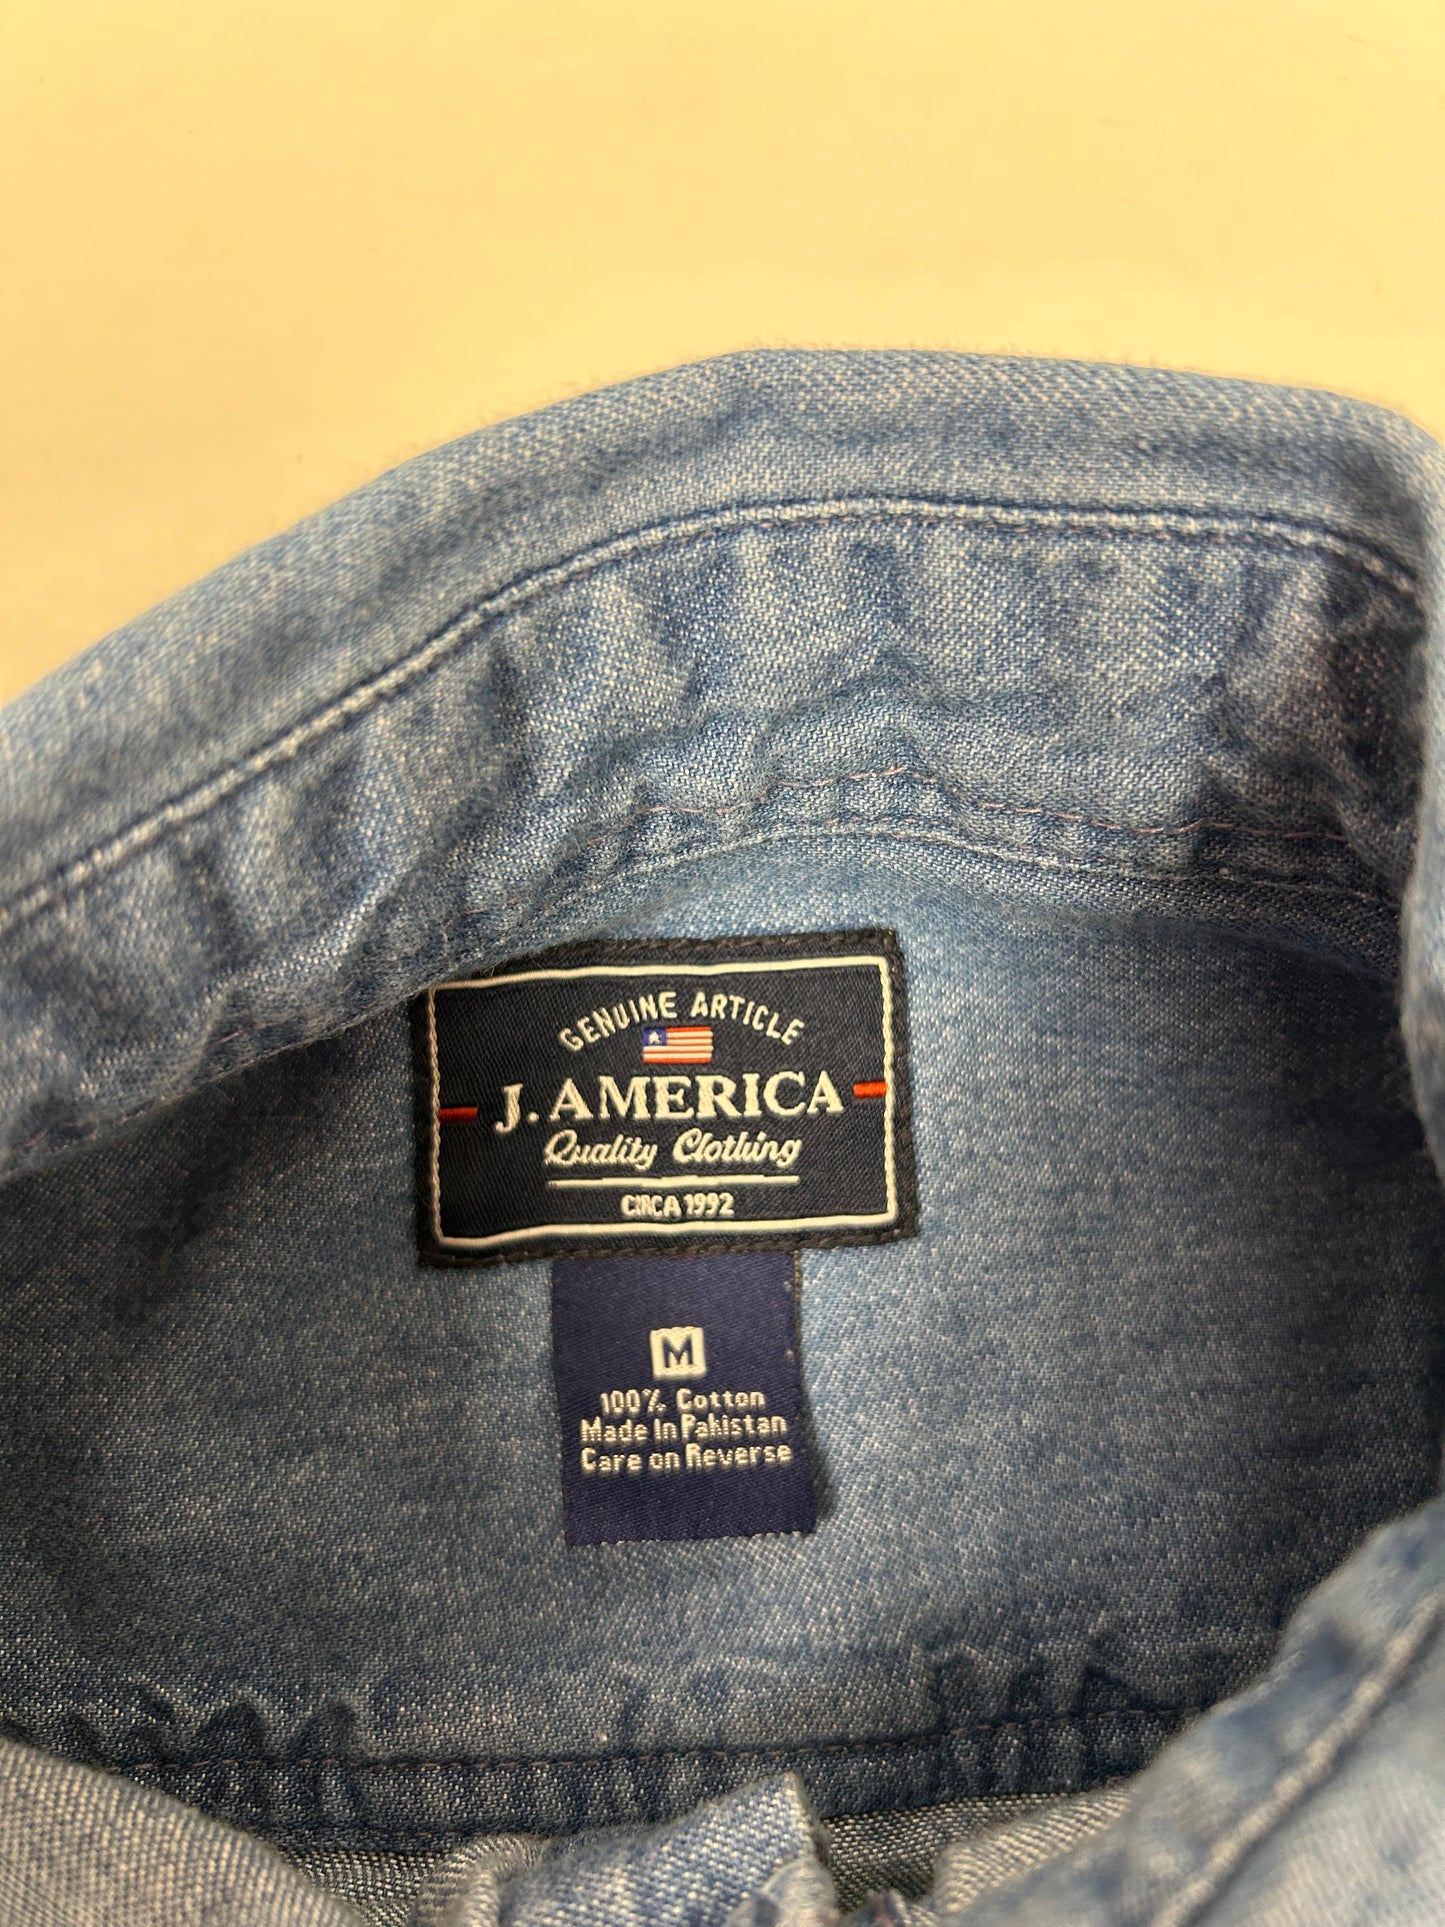 GENUINE ARTICLE
J. AMERICA
Quality Clothing
CIRCA 1992
M
100% Cotton
Made In Pakistan
Care on Reverse